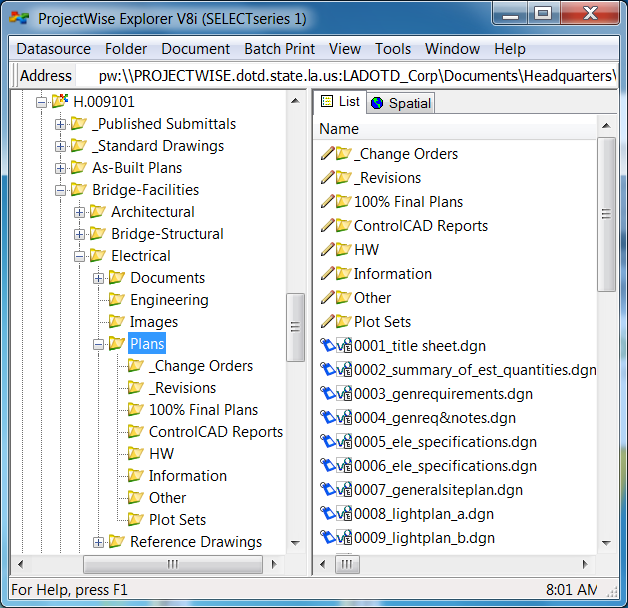 ProjectWise Explorer V8i (SELECTseries 1)
Datasource Folder Document Batch Print View Tools Window Help
Address pw:\\PROJECTWISE.dotd.state.la.us:LADOTD_Corp\Documents\Headquarters\
H.009101
_Published Submittals
_Standard Drawings
As-Built Plans
Bridge-Facilities
Architectural
Bridge-Structural
Electrical
Documents
Engineering
Images
Plans
_Change Orders
_Revisions
100% Final Plans
ControlCAD Reports
HW
Information
Other
Plot Sets
Reference Drawings
List Spatial
Name
_Change Orders
_Revisions
100% Final Plans
ControlCAD Reports
HW
Information
Other
Plot Sets
0001_title sheet.dgn
0002_summary_of_est_quantities.dgn
0003_genrequirements.dgn
0004_genreq&notes.dgn
0005_ele_specifications.dgn
0006_ele_specifications.dgn
0007_generalsiteplan.dgn
0008_lightplan_a.dgn
0009_lightplan_b.dgn
For Help, press F1 8:01 AM